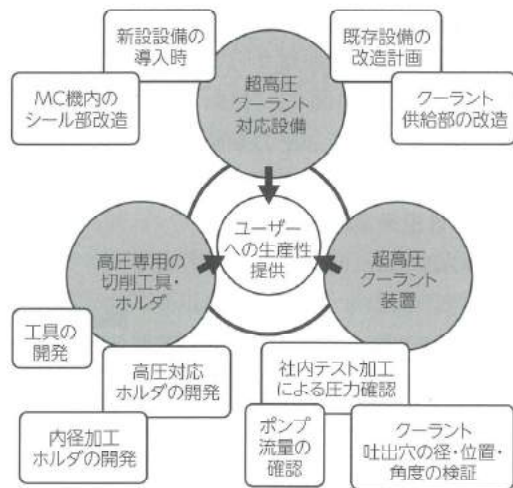 新設設備の
導入時
既存設備の
改造計画
MC機内の
シール部改造
超高圧
クーラント
対応設備
クーラント
供給部の改造
ユーザー
への生産性
提供
高圧専用の
切削工具・
ホルダ
超高圧
クーラント
装置
工具の
開発
高圧対応
ホルダの開発
内径加工
ホルダの開発
社内テスト加工
による圧力確認
ポンプ
流量の
確認
クーラント
吐出穴の径・位置・
角度の検証